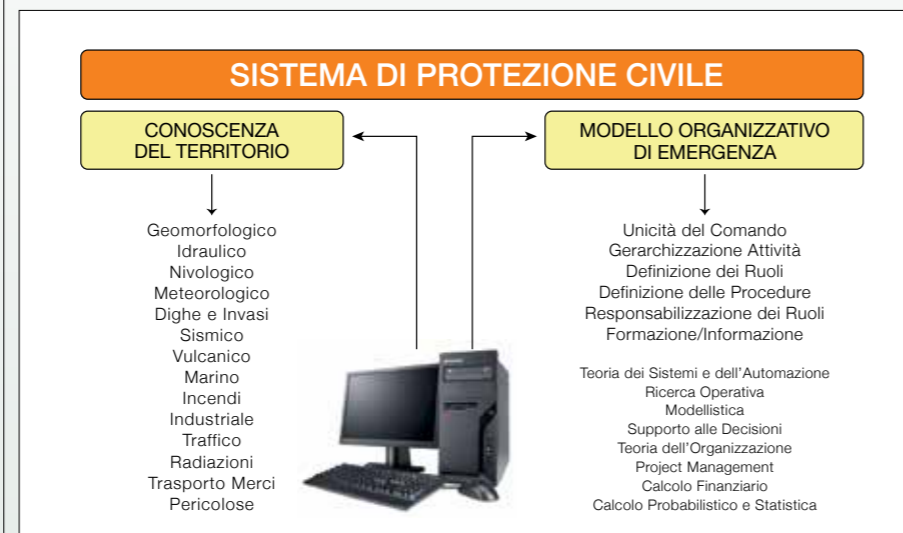 SISTEMA DI PROTEZIONE CIVILE
CONOSCENZA
DEL TERRITORIO
Geomorfologico
Idraulico
Nivologico
Meteorologico
Dighe e Invasi
Sismico
Vulcanico
Marino
Incendi
Industriale
Traffico
Radiazioni
Trasporto Merci
Pericolose
MODELLO ORGANIZZATIVO
DI EMERGENZA
Unicità del Comando
Gerarchizzazione Attività
Definizione dei Ruoli
Definizione delle Procedure
Responsabilizzazione dei Ruoli
Formazione/Informazione
Teoria dei Sistemi e dell'Automazione
Ricerca Operativa
Modellistica
Supporto alle Decisioni
Teoria dell'Organizzazione
Project Management
Calcolo Finanziario
Calcolo Probabilistico e Statistica